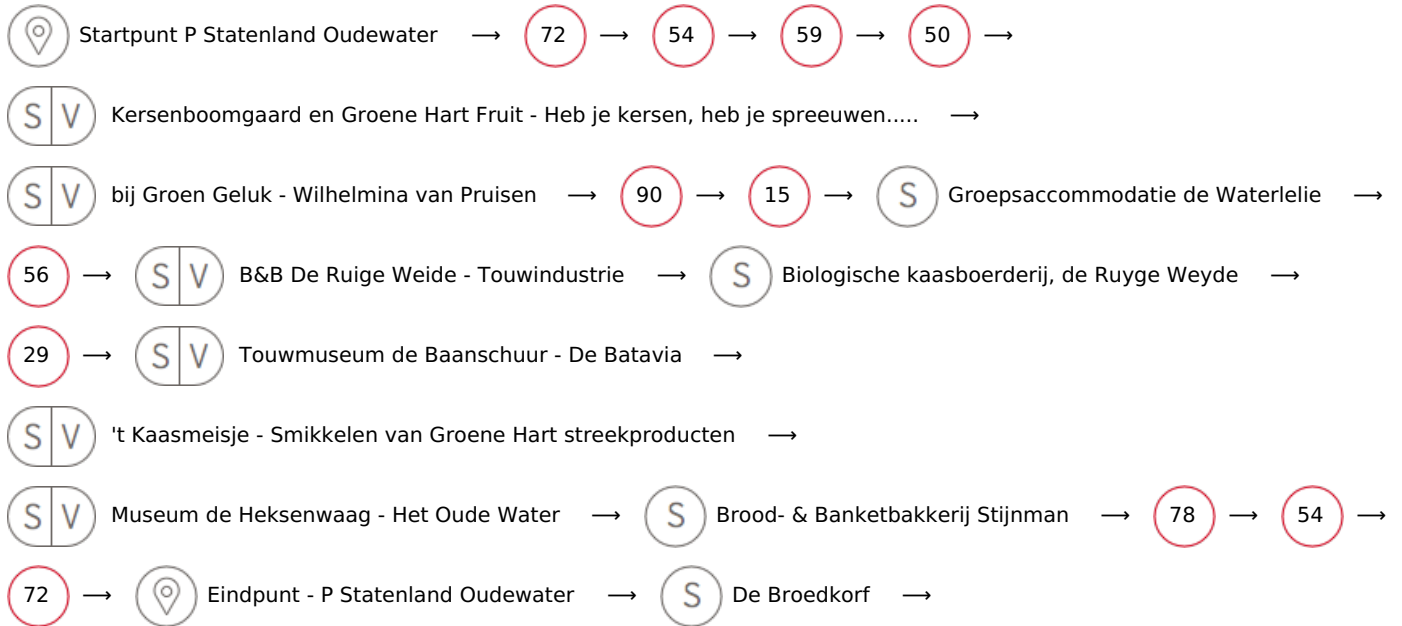 Startpunt P Statenland Oudewater → 72 → 54 → 59 → 50 →
S V Kersenboomgaard en Groene Hart Fruit - Heb je kersen, heb je spreeuwen..... →
S V bij Groen Geluk - Wilhelmina van Pruisen → 90 → 15 → S Groepsaccommodatie de Waterlelie →
56 → S V B&B De Ruige Weide - Touwindustrie → S Biologische kaasboerderij, de Ruyge Weyde →
29 → S V Touwmuseum de Baanschuur - De Batavia →
S V 't Kaasmeisje - Smikkelen van Groene Hart streekproducten →
S V Museum de Heksenwaag - Het Oude Water → S Brood- & Banketbakkerij Stijnman → 78 → 54 →
72 → Eindpunt - P Statenland Oudewater → S De Broedkorf →